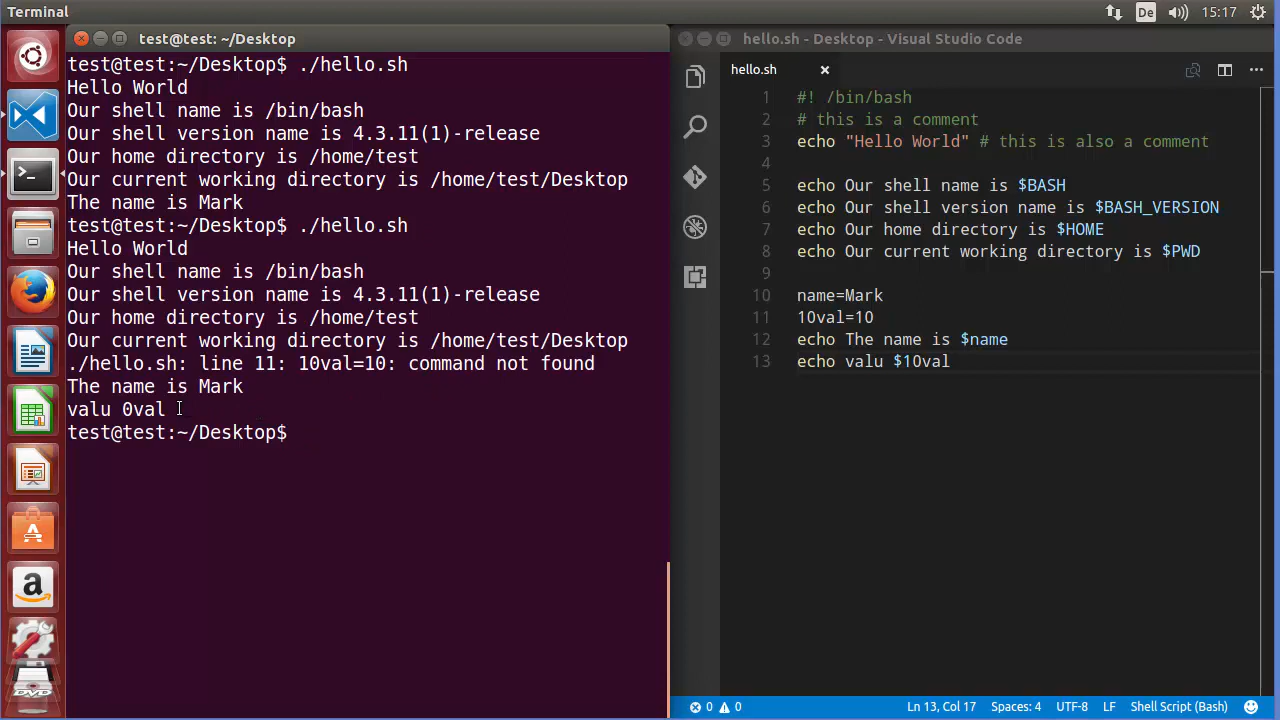 Terminal
De
15:17
test@test: ~/Desktop
test@test:~/Desktop$ ./hello.sh
Hello World
Our shell name is /bin/bash
Our shell version name is 4.3.11(1)-release
Our home directory is /home/test
Our current working directory is /home/test/Desktop
The name is Mark
test@test:~/Desktop$ ./hello.sh
Hello World
Our shell name is /bin/bash
Our shell version name is 4.3.11(1)-release
Our home directory is /home/test
Our current working directory is /home/test/Desktop
./hello.sh: line 11: 10val=10: command not found
The name is Mark
valu 0val
test@test:~/Desktop$
hello.sh - Desktop - Visual Studio Code
hello.sh
1 #! /bin/bash
2 # this is a comment
3 echo "Hello World" # this is also a comment
4
5 echo Our shell name is $BASH
6 echo Our shell version name is $BASH_VERSION
7 echo Our home directory is $HOME
8 echo Our current working directory is $PWD
9
10 name=Mark
11 10val=10
12 echo The name is $name
13 echo valu $10val
0 0 Ln 13, Col 17 Spaces: 4 UTF-8 LF Shell Script (Bash)